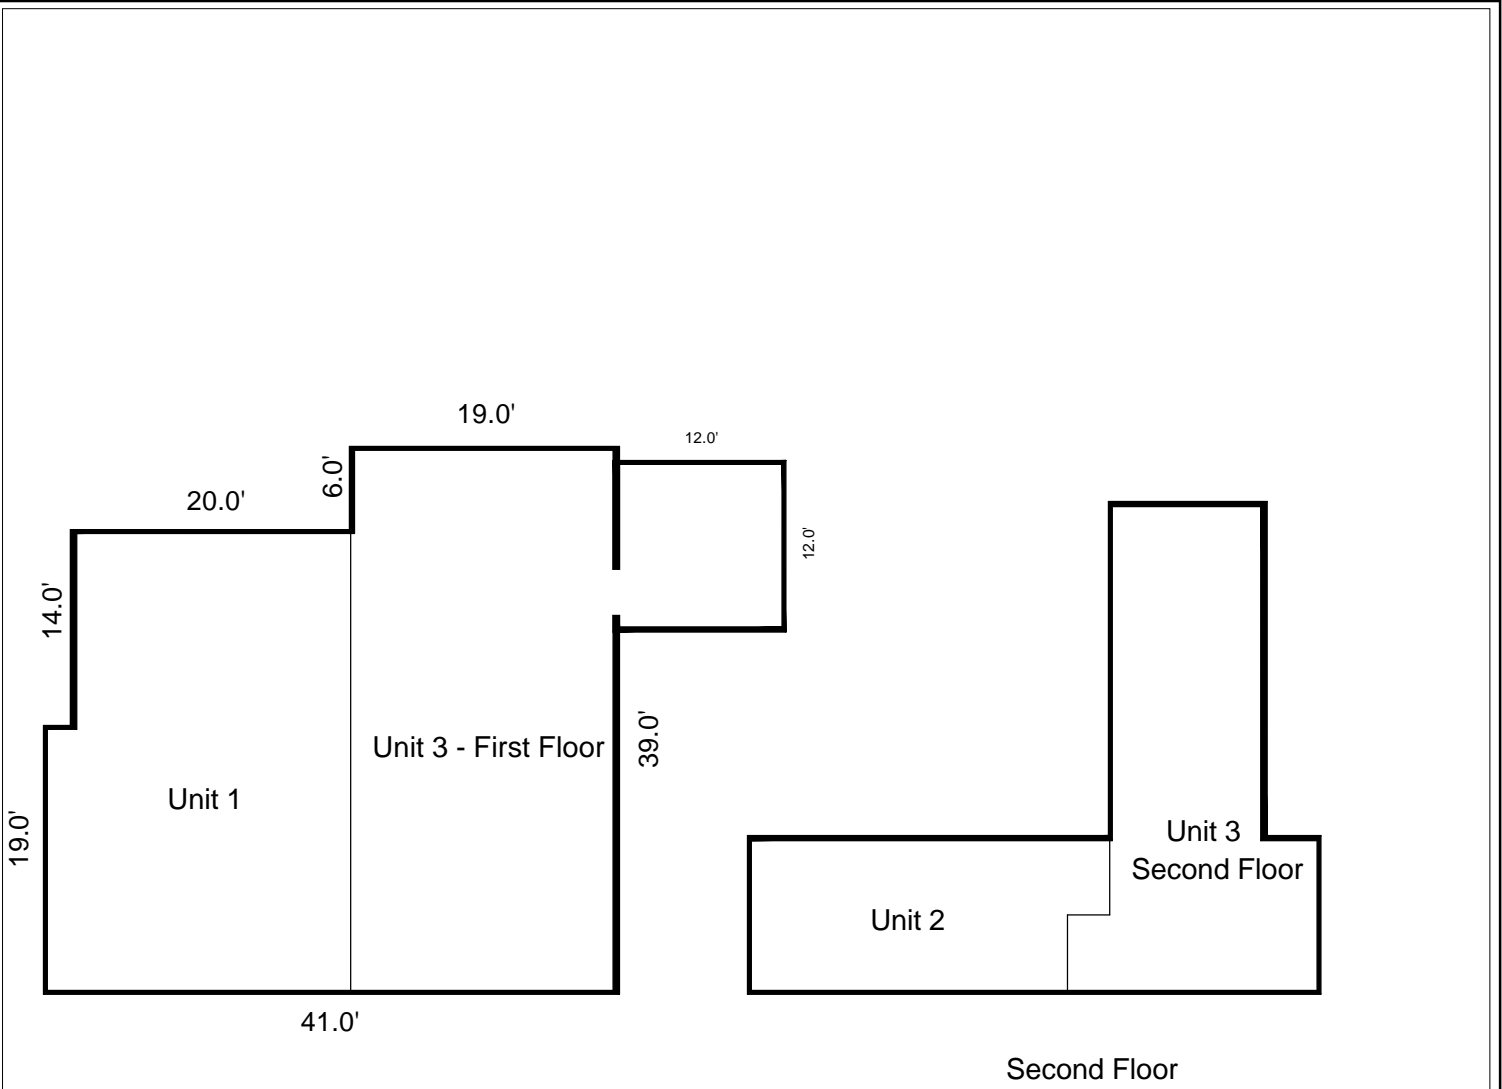 19.0'
12.0'
6.0'
20.0'
12.0'
14.0'
39.0'
Unit 3 - First Floor
Unit 1
19.0'
Unit 3
Second Floor
Unit 2
41.0'
Second Floor